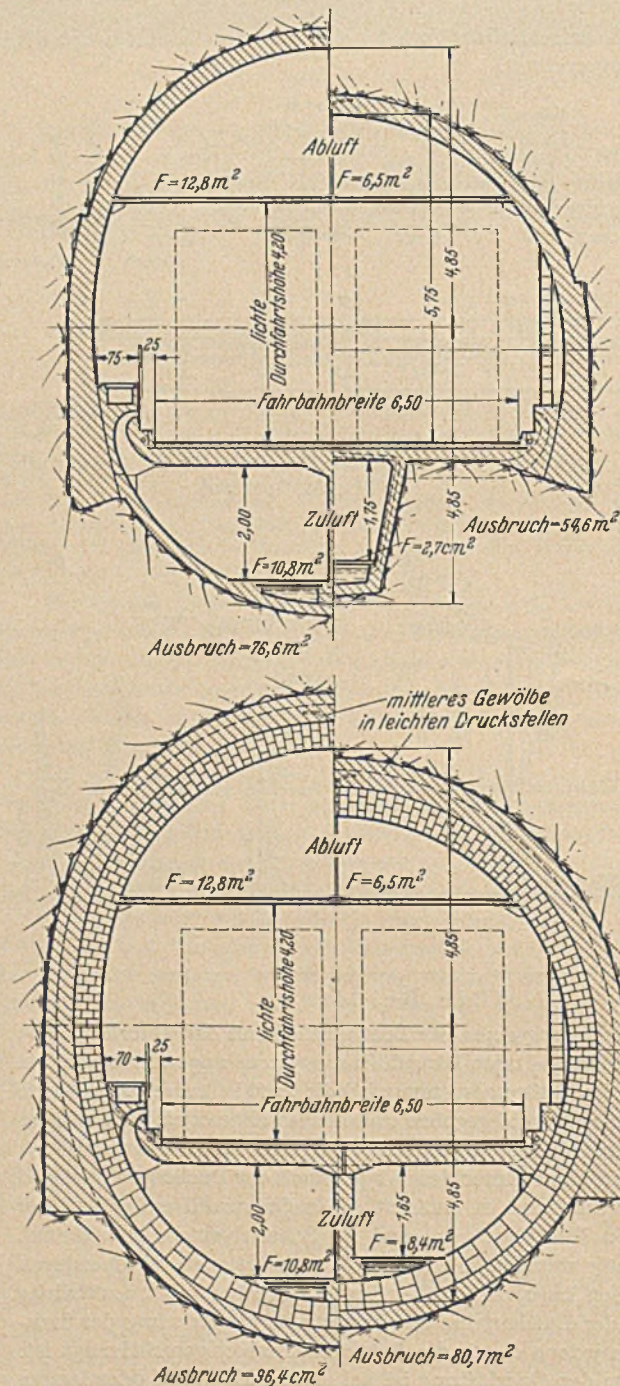 Abluft
F=12,8m²
F=6,5m²
lichte
Durchfahrtshöhe 4,20
5,75
4,85
75
25
Fahrbahnbreite 6,50
2,00
Zuluft
1,75
4,85
Ausbruch=54,6m²
F=2,7cm²
F=10,8m²
Ausbruch=76,6m²
mittleres Gewölbe
in leichten Druckstellen
Abluft
F=12,8m²
F=6,5m²
4,85
lichte
Durchfahrtshöhe 4,20
70
25
Fahrbahnbreite 6,50
2,00
Zuluft
1,65
4,85
F=8,4m²
F=10,8m²
Ausbruch=80,7m²
Ausbruch=96,4cm²